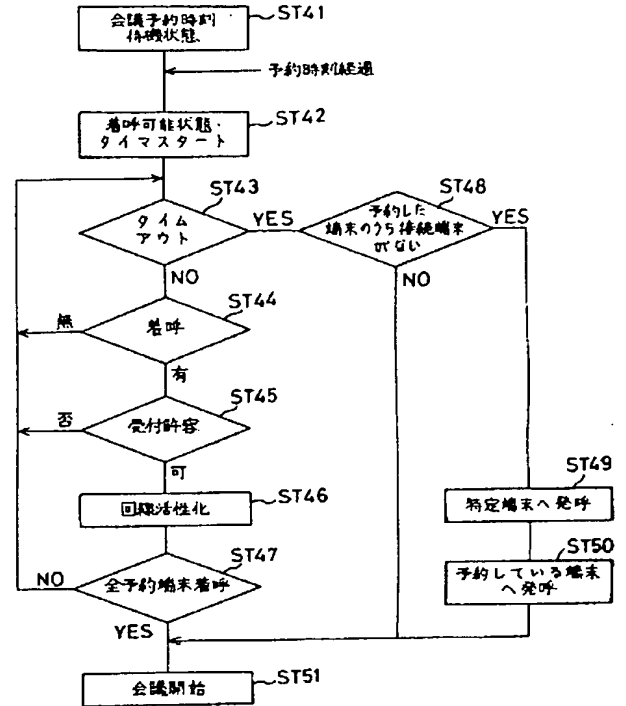 会議予約時刻
待機状態
ST41
予約時刻経過
着呼可能状態・
タイマスタート
ST42
ST43
タイム
アウト
YES
NO
ST48
予約した
端末のうち接続端末
がない
YES
NO
ST44
着呼
無
有
ST45
受付許容
否
可
ST46
回線活性化
ST47
全予約端末着呼
NO
YES
ST49
特定端末へ発呼
ST50
予約している端末
へ発呼
ST51
会議開始